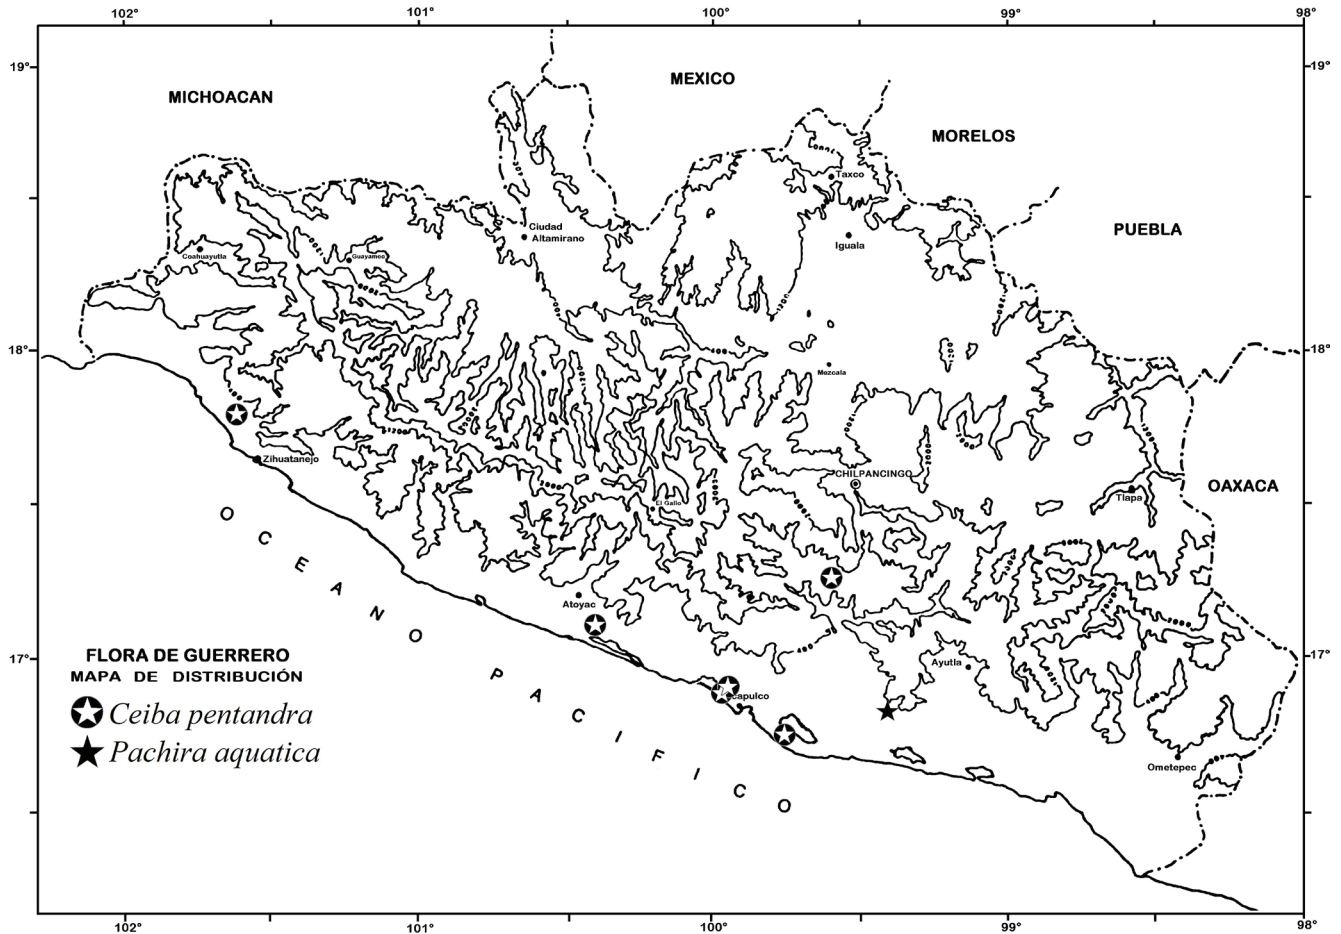 102° 101° 100° 99° 98°
19° 19°
MICHOACAN
MEXICO
MORELOS
PUEBLA
OAXACA
Taxco
Ciudad
Altamirano
Iguala
Coahuayutla
Guayameo
18° 18°
Mezcala
Zihuatanejo
CHILPANCINGO
El Gallo
Tlapa
OCEANO PACIFICO
Atoyac
17° 17°
Ayutla
capulco
Ometepec
FLORA DE GUERRERO
MAPA DE DISTRIBUCIÓN
Ceiba pentandra
Pachira aquatica
102° 101° 100° 99° 98°